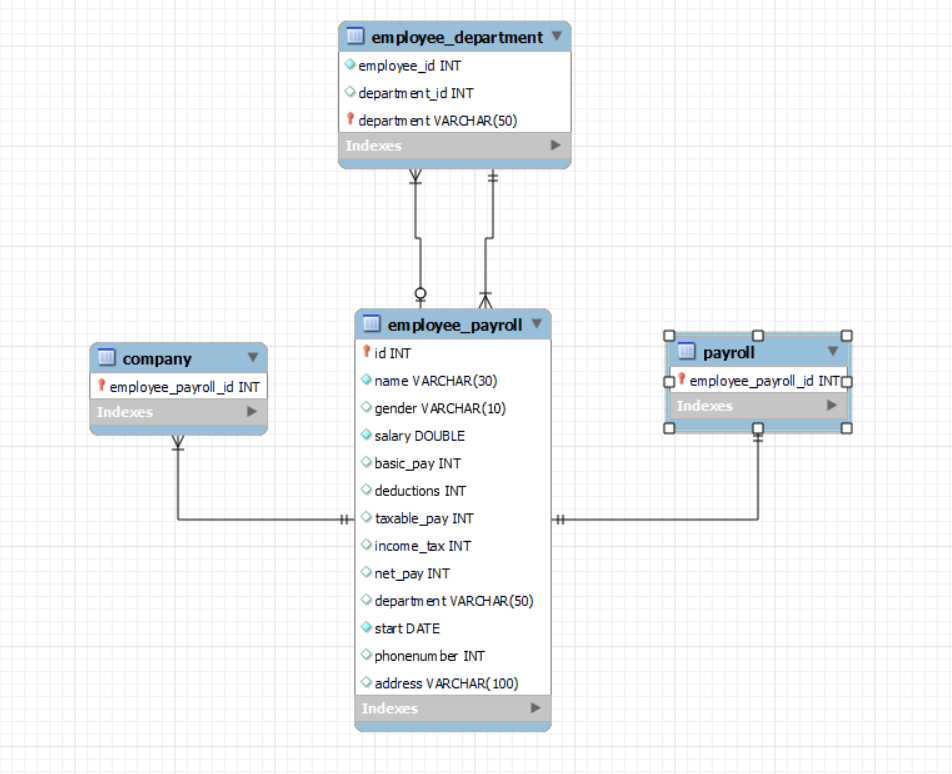 employee_department
employee_id INT
department_id INT
department VARCHAR(50)
Indexes
employee_payroll
id INT
name VARCHAR(30)
gender VARCHAR(10)
salary DOUBLE
basic_pay INT
deductions INT
taxable_pay INT
income_tax INT
net_pay INT
department VARCHAR(50)
start DATE
phonenumber INT
address VARCHAR(100)
Indexes
company
employee_payroll_id INT
Indexes
payroll
employee_payroll_id INT
Indexes